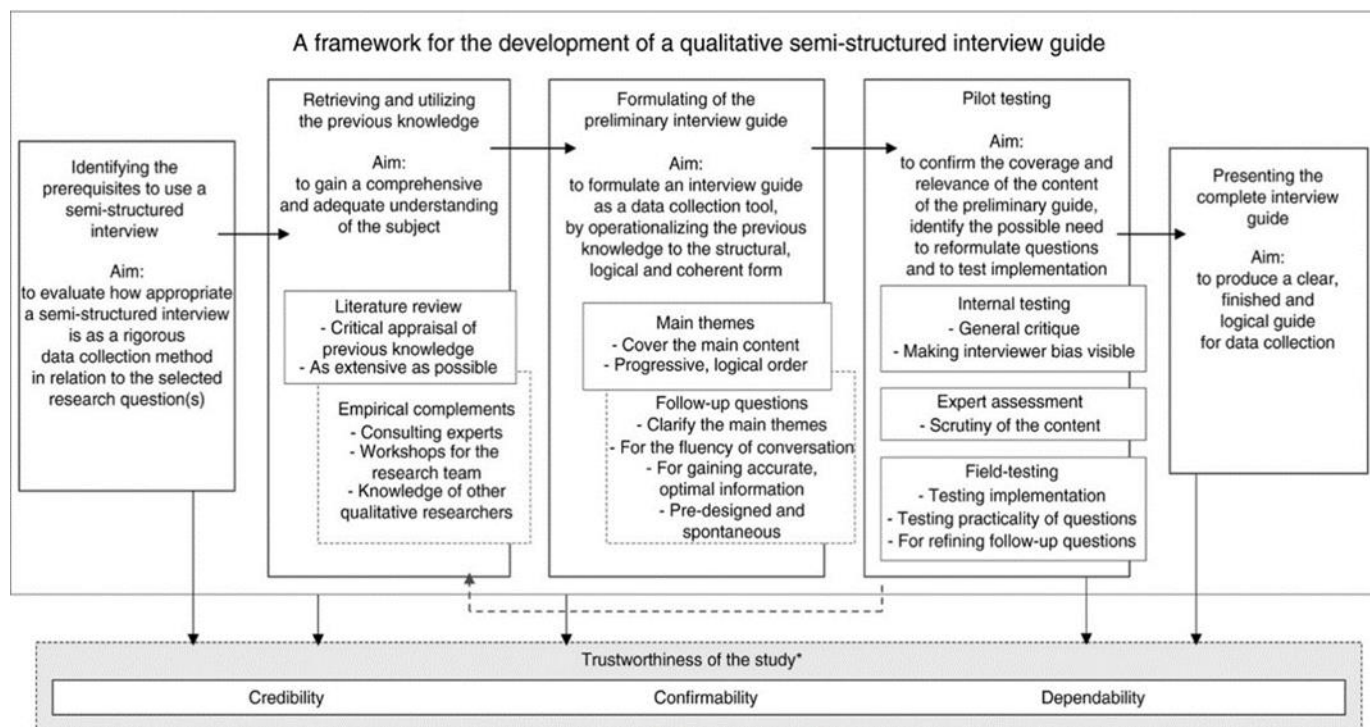 A framework for the development of a qualitative semi-structured interview guide
Identifying the
prerequisites to use a
semi-structured
interview
Aim:
to evaluate how appropriate
a semi-structured interview
is as a rigorous
data collection method
in relation to the selected
research question(s)
Retrieving and utilizing
the previous knowledge
Aim:
to gain a comprehensive
and adequate understanding
of the subject
Literature review
- Critical appraisal of
previous knowledge
- As extensive as possible
Empirical complements
- Consulting experts
- Workshops for the
research team
- Knowledge of other
qualitative researchers
Formulating of the
preliminary interview guide
Aim:
to formulate an interview guide
as a data collection tool,
by operationalizing the previous
knowledge to the structural,
logical and coherent form
Main themes
- Cover the main content
- Progressive, logical order
Follow-up questions
- Clarify the main themes
- For the fluency of conversation
- For gaining accurate,
optimal information
- Pre-designed and
spontaneous
Pilot testing
Aim:
to confirm the coverage and
relevance of the content
of the preliminary guide,
identify the possible need
to reformulate questions
and to test implementation
Internal testing
- General critique
- Making interviewer bias visible
Expert assessment
- Scrutiny of the content
Field-testing
- Testing implementation
- Testing practicality of questions
- For refining follow-up questions
Presenting the
complete interview
guide
Aim:
to produce a clear,
finished and
logical guide
for data collection
Trustworthiness of the study*
Credibility Confirmability Dependability